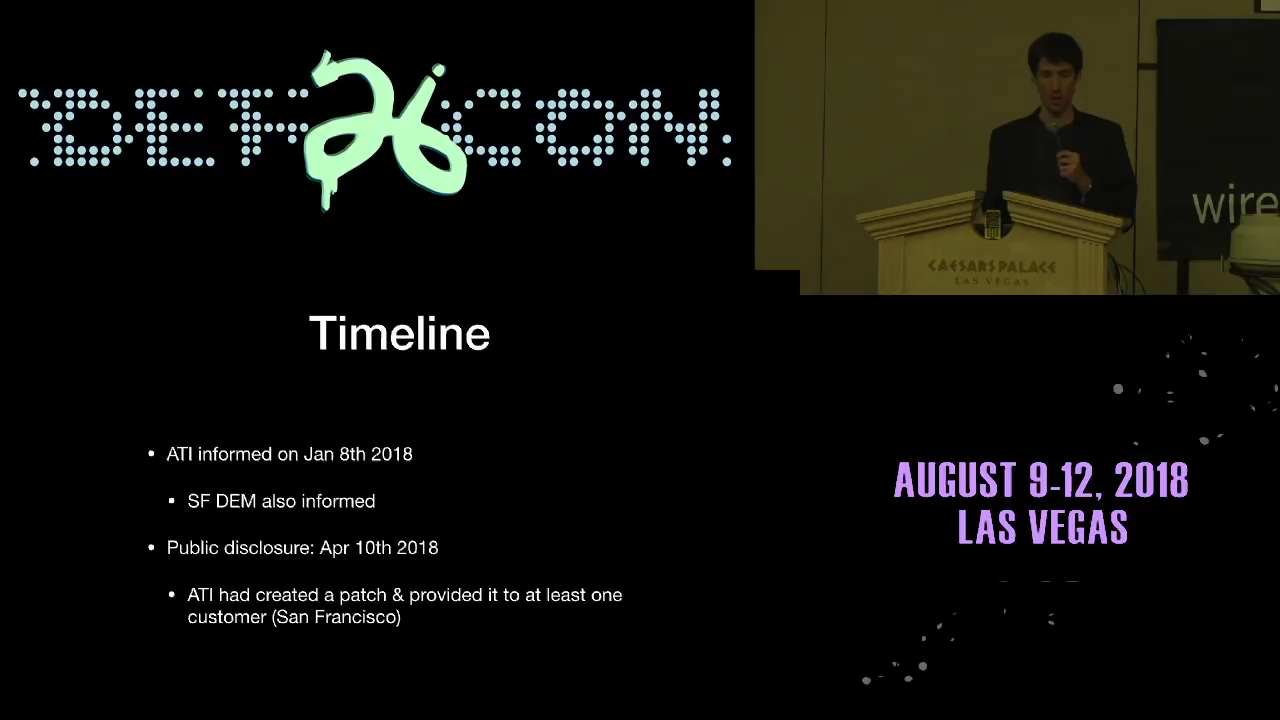 DEF CON 26
wire
CAESARS PALACE
LAS VEGAS
Timeline
• ATI informed on Jan 8th 2018
• SF DEM also informed
• Public disclosure: Apr 10th 2018
• ATI had created a patch & provided it to at least one
customer (San Francisco)
AUGUST 9-12, 2018
LAS VEGAS